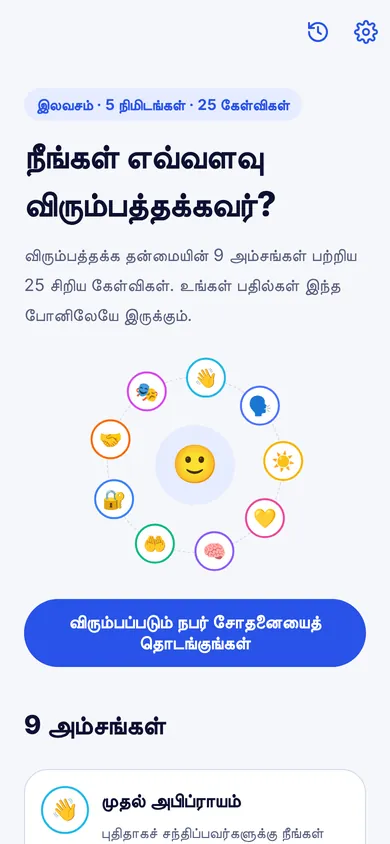 இலவசம் · 5 நிமிடங்கள் · 25 கேள்விகள்
நீங்கள் எவ்வளவு
விரும்பத்தக்கவர்?
விரும்பத்தக்க தன்மையின் 9 அம்சங்கள் பற்றிய
25 சிறிய கேள்விகள். உங்கள் பதில்கள் இந்த
போனிலேயே இருக்கும்.
விரும்பப்படும் நபர் சோதனையைத்
தொடங்குங்கள்
9 அம்சங்கள்
முதல் அபிப்ராயம்
புதிதாகச் சந்திப்பவர்களுக்கு நீங்கள்